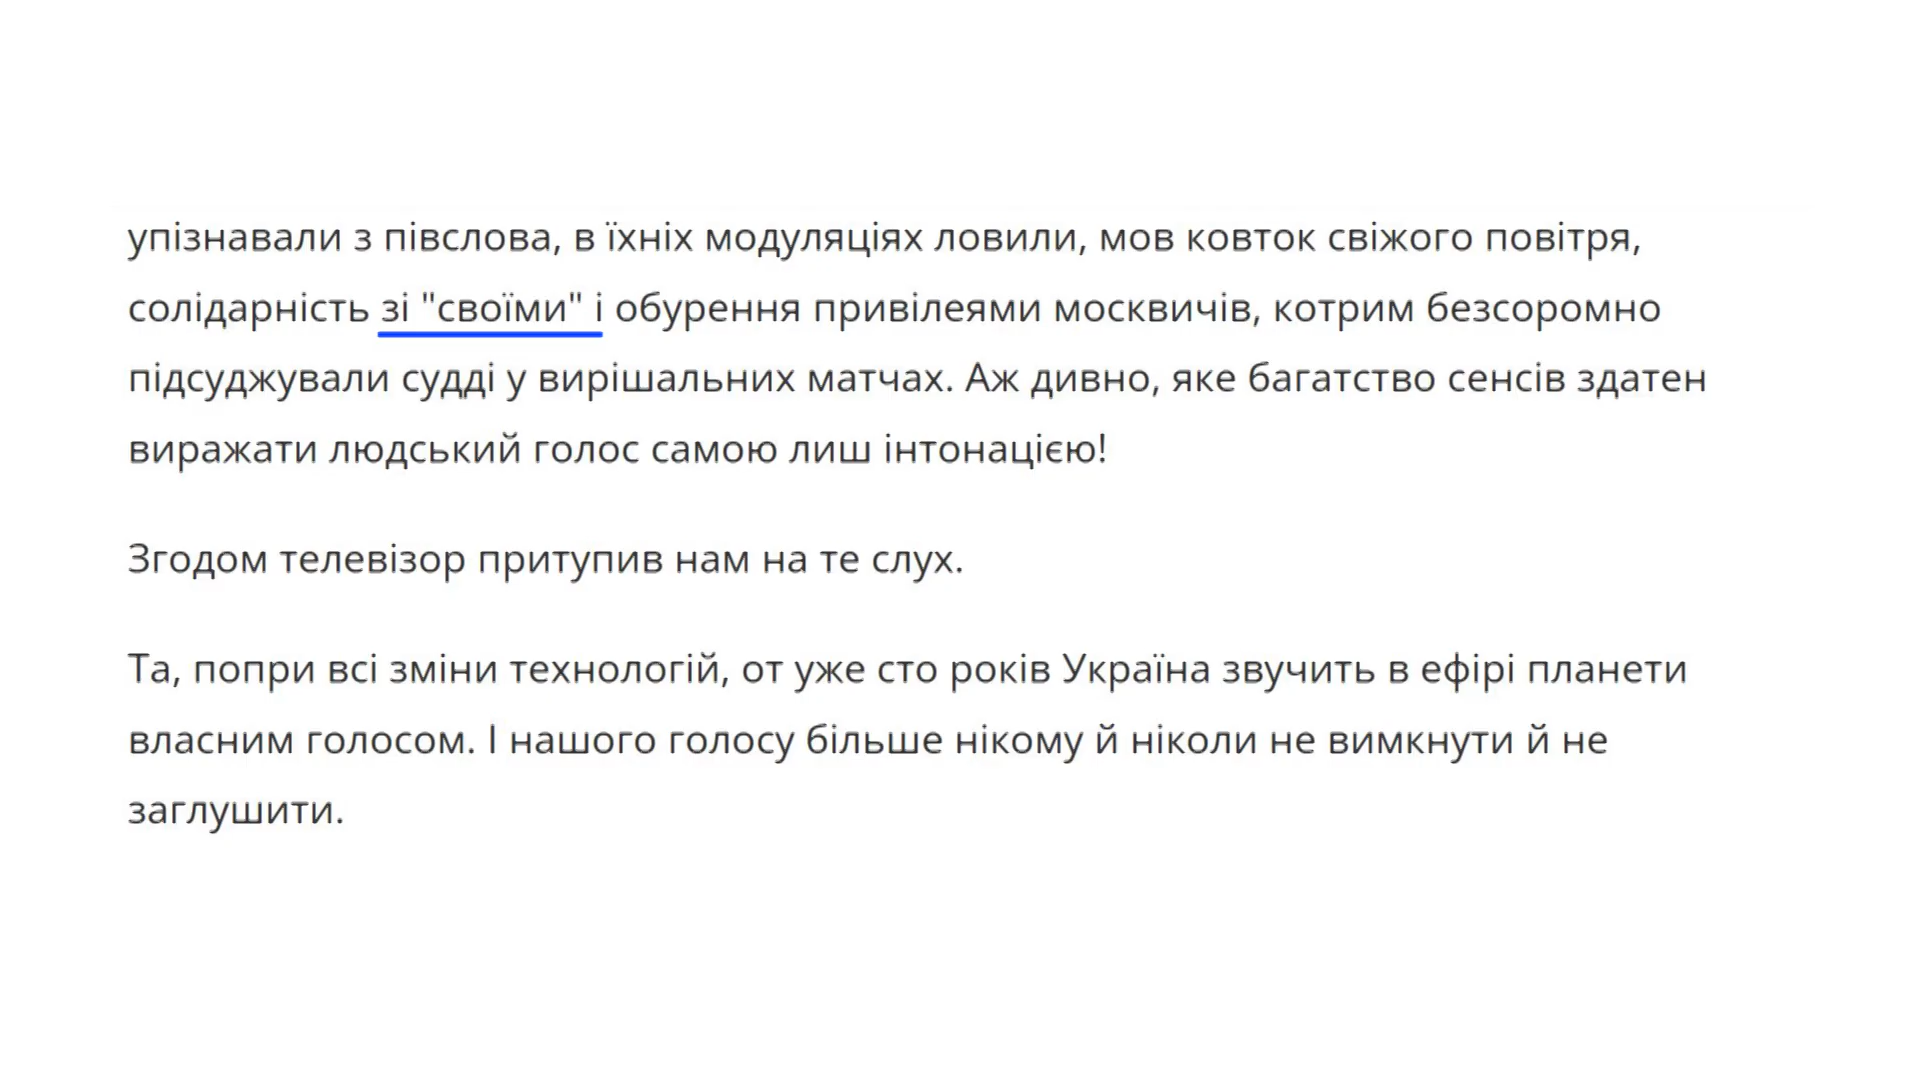 упізнавали з півслова, в їхніх модуляціях ловили, мов ковток свіжого повітря,
солідарність зі "своїми" і обурення привілеями москвичів, котрим безсоромно
підсуджували судді у вирішальних матчах. Аж дивно, яке багатство сенсів здатен
виражати людський голос самою лиш інтонацією!
Згодом телевізор притупив нам на те слух.
Та, попри всі зміни технологій, от уже сто років Україна звучить в ефірі планети
власним голосом. І нашого голосу більше нікому й ніколи не вимкнути й не
заглушити.